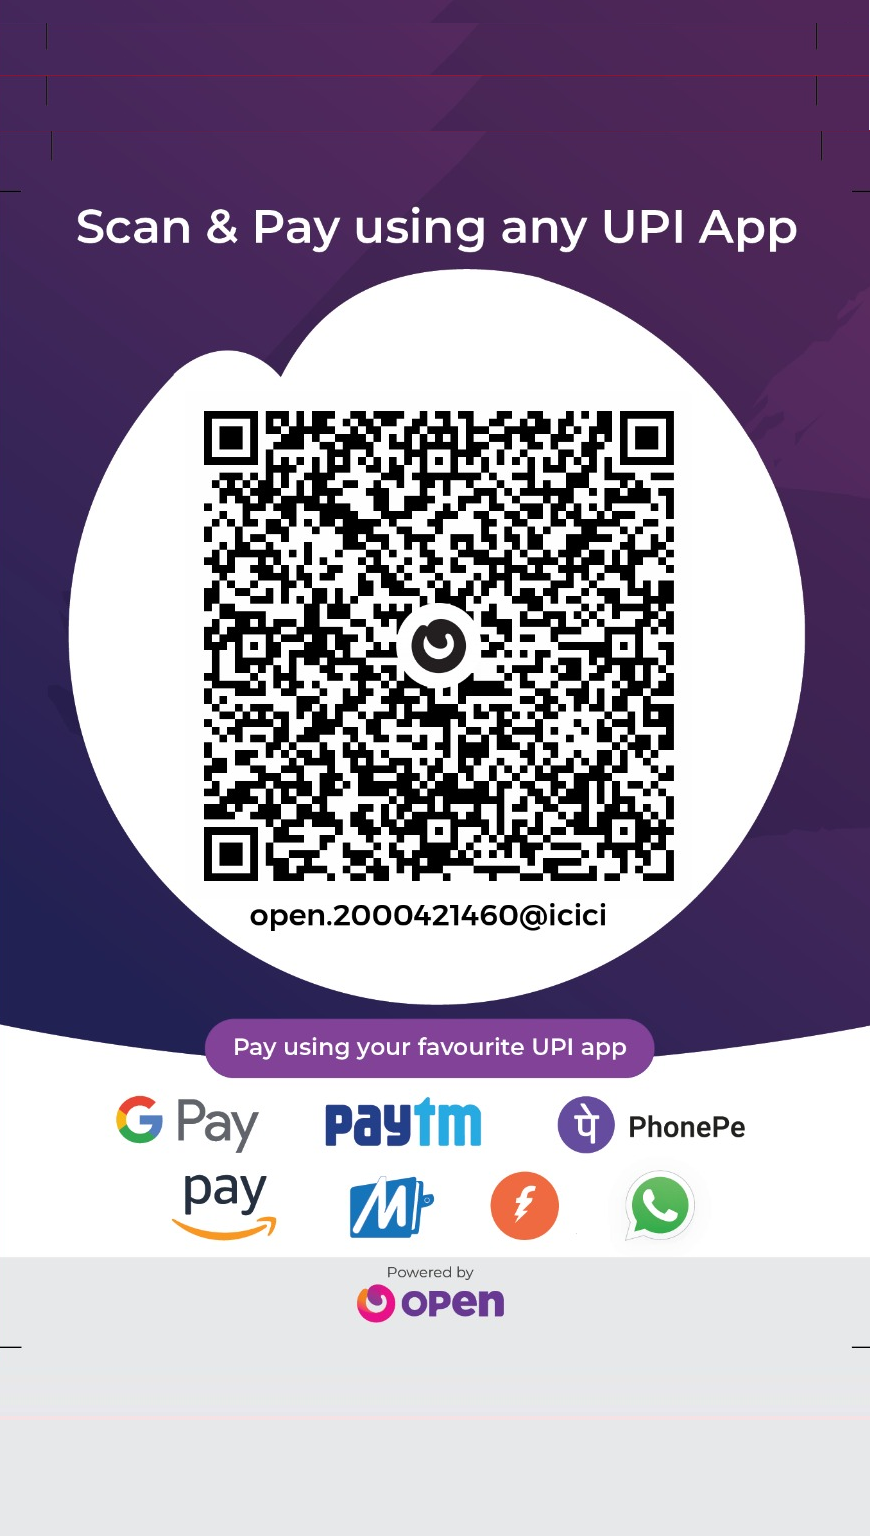 Scan & Pay using any UPI App
open.2000421460@icici
Pay using your favourite UPI app
G Pay
paytm
पे PhonePe
pay
M
Powered by
open